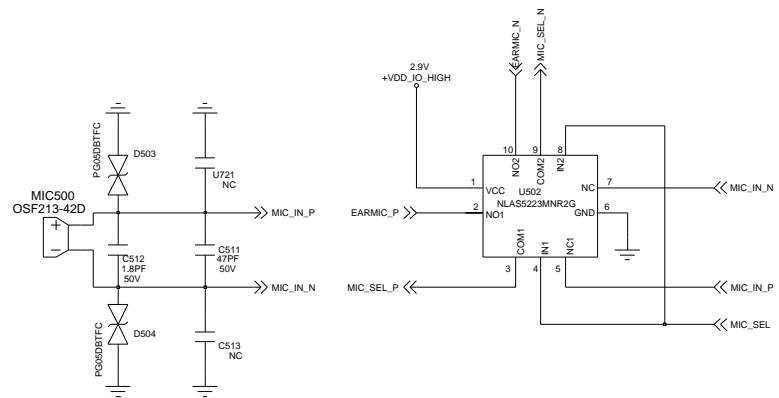 PG05DBTFC
D503
U721
NC
MIC500
OSF213-42D
+
-
MIC_IN_P
C512
1.8PF
50V
C511
47PF
50V
MIC_IN_N
PG05DBTFC
D504
C513
NC
EARMIC_N
MIC_SEL_N
2.9V
+VDD_IO_HIGH
10
9
8
NO2
COM2
IN2
1
VCC
U502
NLAS5223MNR2G
NC
7
MIC_IN_N
EARMIC_P
2
NO1
GND
6
COM1
IN1
NC1
3
4
5
MIC_SEL_P
MIC_IN_P
MIC_SEL